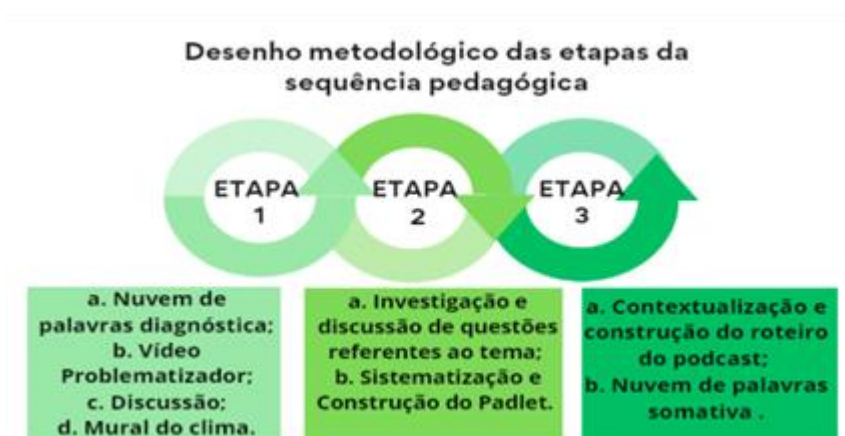 Desenho metodológico das etapas da
sequência pedagógica
ETAPA
1
ETAPA
2
ETAPA
3
a. Nuvem de
palavras diagnóstica;
b. Vídeo
Problematizador;
c. Discussão;
d. Mural do clima.
a. Investigação e
discussão de questões
referentes ao tema;
b. Sistematização e
Construção do Padlet.
a. Contextualização e
construção do roteiro
do podcast;
b. Nuvem de palavras
somativa .